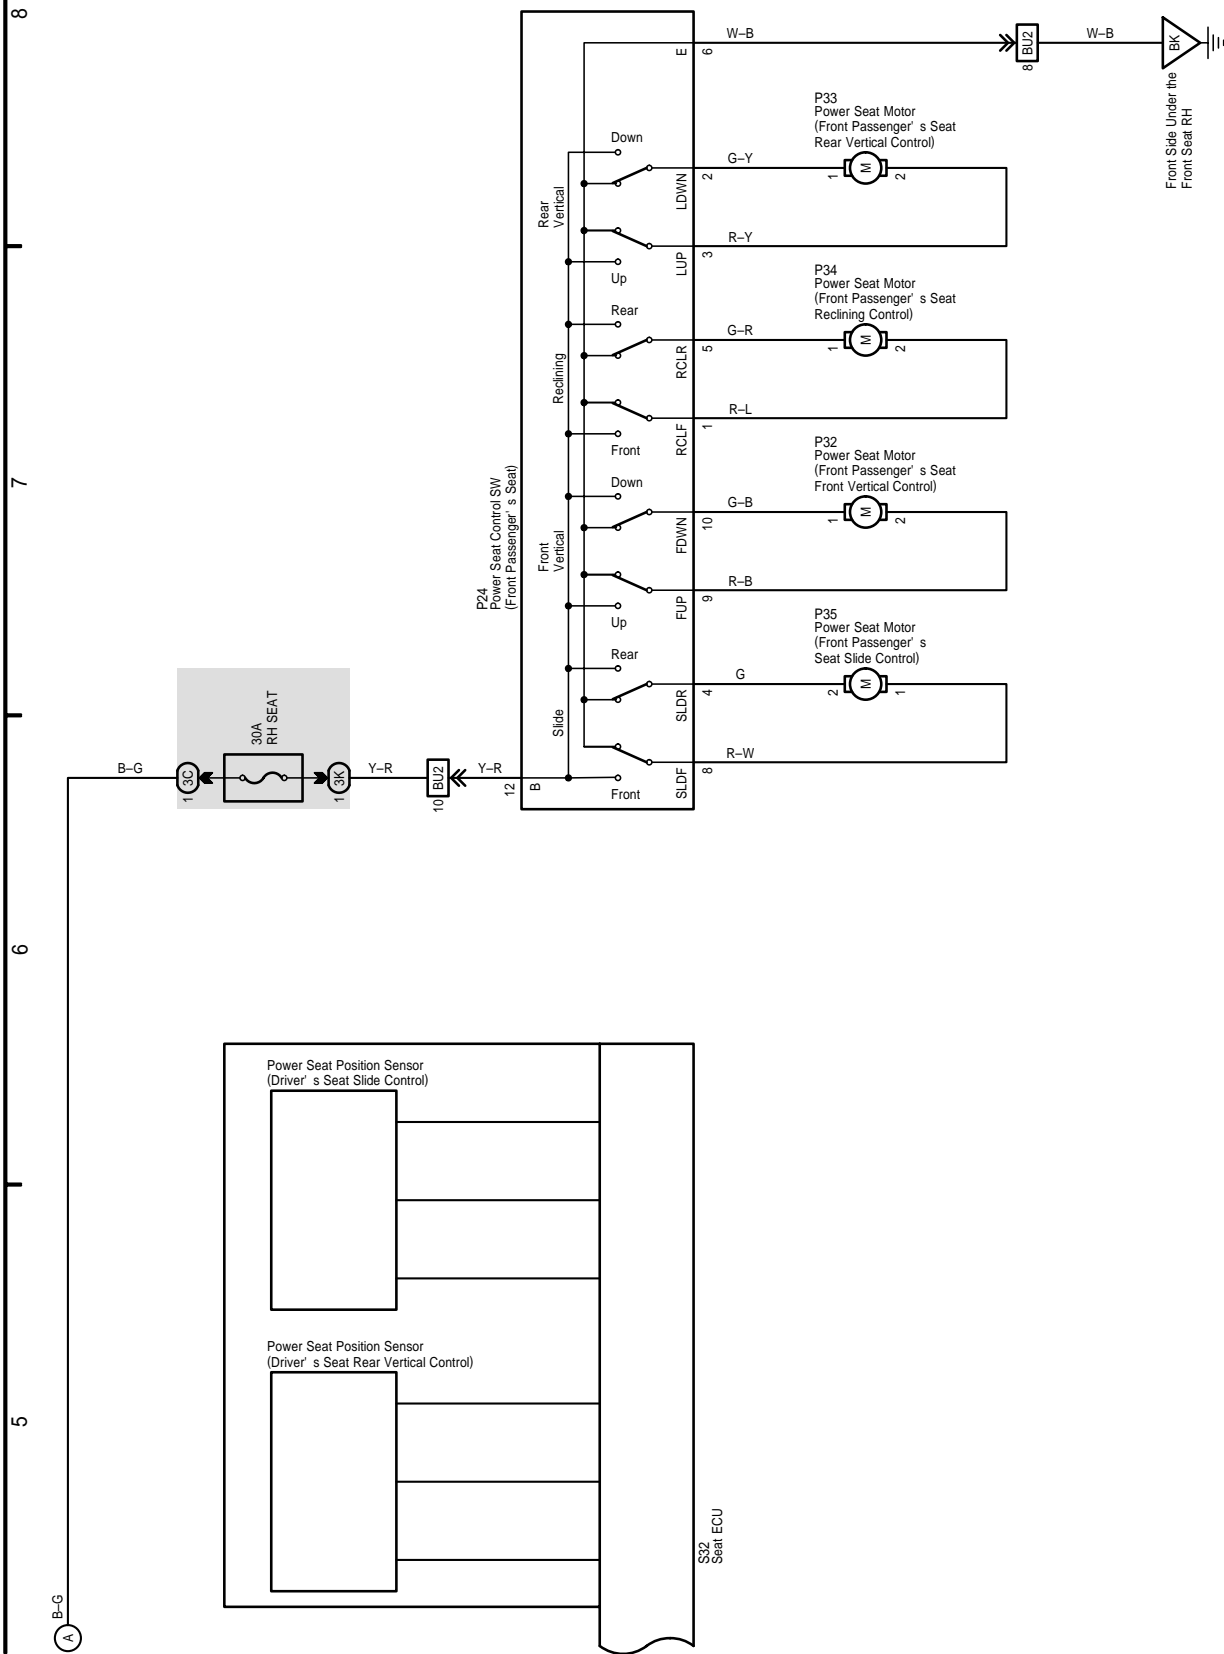 8
7
6
5
W–B
E
6
BU2
8
W–B
BK
Front Side Under the
Front Seat RH
P33
Power Seat Motor
(Front Passenger' s Seat
Rear Vertical Control)
Down
Rear
Vertical
Up
LDWN
2
G–Y
1
M
2
LUP
3
R–Y
P34
Power Seat Motor
(Front Passenger' s Seat
Reclining Control)
Rear
Reclining
Front
RCLR
5
G–R
1
M
2
RCLF
1
R–L
P32
Power Seat Motor
(Front Passenger' s Seat
Front Vertical Control)
Down
Front
Vertical
Up
FDWN
10
G–B
1
M
2
FUP
9
R–B
P24
Power Seat Control SW
(Front Passenger' s Seat)
P35
Power Seat Motor
(Front Passenger' s
Seat Slide Control)
Rear
Slide
Front
SLDR
4
G
2
M
1
SLDF
8
R–W
B–G
1
3C
30A
RH SEAT
1
3K
Y–R
10
BU2
Y–R
12
B
Power Seat Position Sensor
(Driver' s Seat Slide Control)
Power Seat Position Sensor
(Driver' s Seat Rear Vertical Control)
S32
Seat ECU
B–G
A